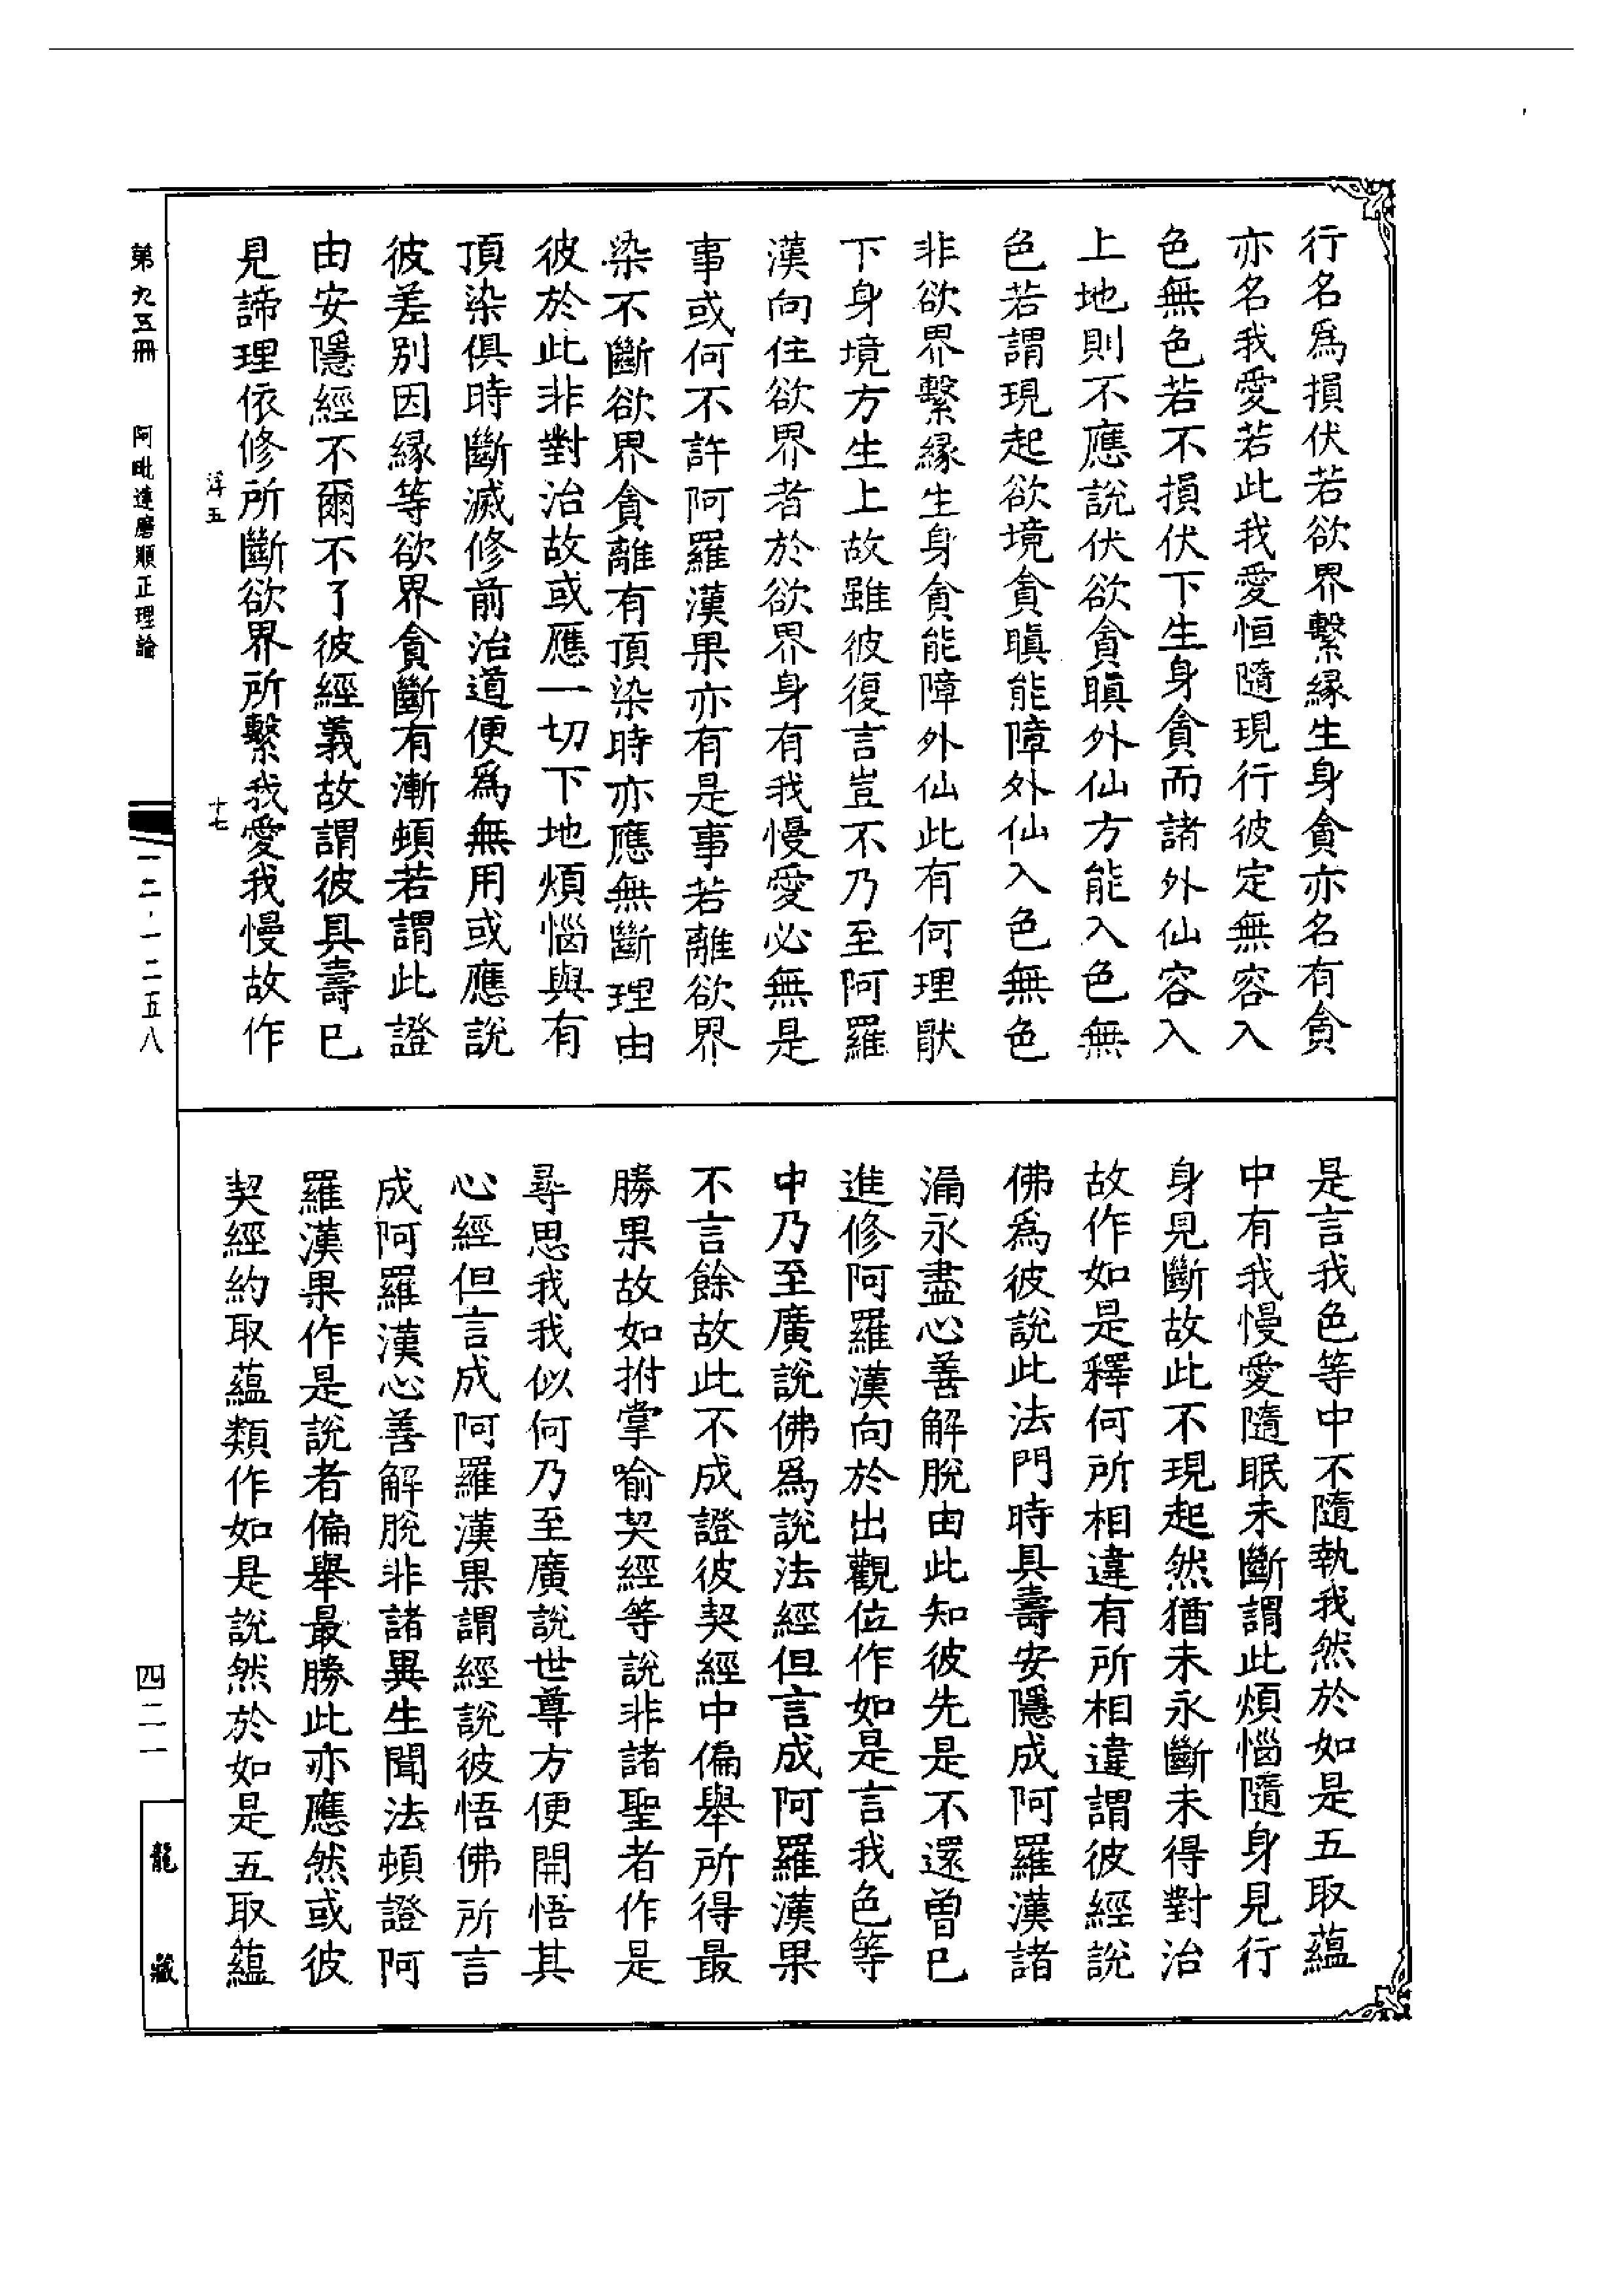 行名爲損伏若欲界繫緣生身貪亦名有貪
亦名我愛若此我愛恒隨現行彼定無容入
色無色若不損伏下生身貪而諸外仙容入
上地則不應說伏欲貪瞋外仙方能入色無
色若謂現起欲境貪瞋能障外仙入色無色
非欲界繫緣生身貪能障外仙此有何理猒
下身境方生上故雖彼復言豈不乃至阿羅
漢向住欲界者於欲界身有我慢愛必無是
事或何不許阿羅漢果亦有是事若離欲界
染不斷欲界貪離有頂染時亦應無斷理由
彼於此非對治故或應一切下地煩惱與有
頂染俱時斷滅修前治道便爲無用或應說
彼差別因緣等欲界貪斷有漸頓若謂此證
由安隱經不爾不了彼經義故謂彼具壽已
見諦理依修所斷欲界所繫我愛我慢故作
是言我色等中不隨執我然於如是五取蘊
中有我慢愛隨眠未斷謂此煩惱隨身見行
身見斷故此不現起然猶未永斷未得對治
故作如是釋何所相違有所相違謂彼經說
佛爲彼說此法門時具壽安隱成阿羅漢諸
漏永盡心善解脫由此知彼先是不還曾已
進修阿羅漢向於出觀位作如是言我色等
中乃至廣說佛爲說法經但言成阿羅漢果
不言餘故此不成證彼契經中偏舉所得最
勝果故如拊掌喻契經等說非諸聖者作是
尋思我我似何乃至廣說世尊方便開悟其
心經但言成阿羅漢果謂經說彼悟佛所言
成阿羅漢心善解脫非諸異生聞法頓證阿
羅漢果作是說者偏舉最勝此亦應然或彼
契經約取蘊類作如是說然於如是五取蘊
第九五冊
阿毗達磨順正理論
浮五
十七
一二·一二五八
四二一
龍藏